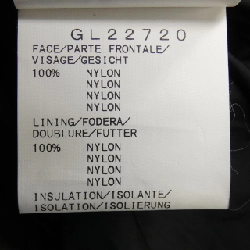 GL22720
FACE/PARTE FRONTALE/
VISAGE/GESICHT
100% NYLON
NYLON
NYLON
NYLON
LINING/FODERA/
DOUBLURE/FUTTER
100% NYLON
NYLON
NYLON
NYLON
INSULATION/ISOLANTE/
ISOLATION/ISOLIERUNG